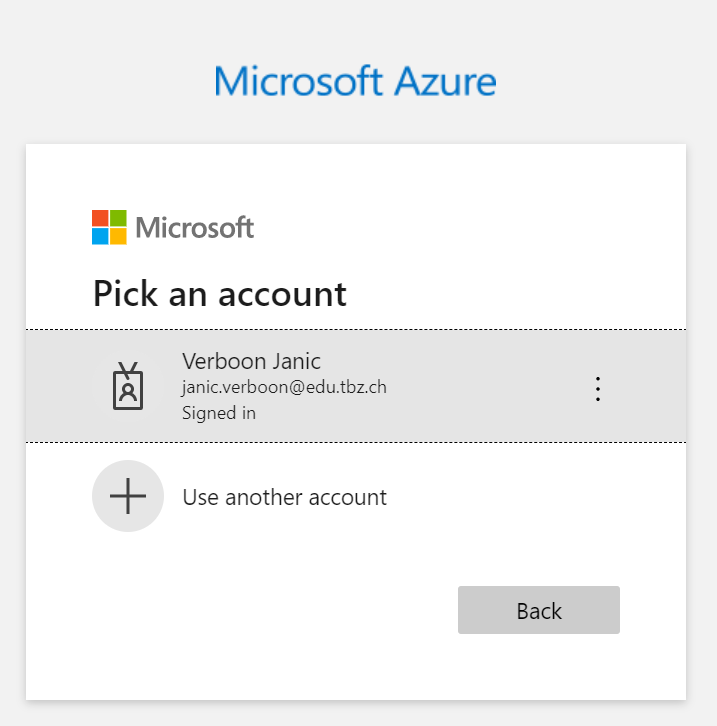 Microsoft Azure
Microsoft
Pick an account
Verboon Janic
janic.verboon@edu.tbz.ch
Signed in
Use another account
Back